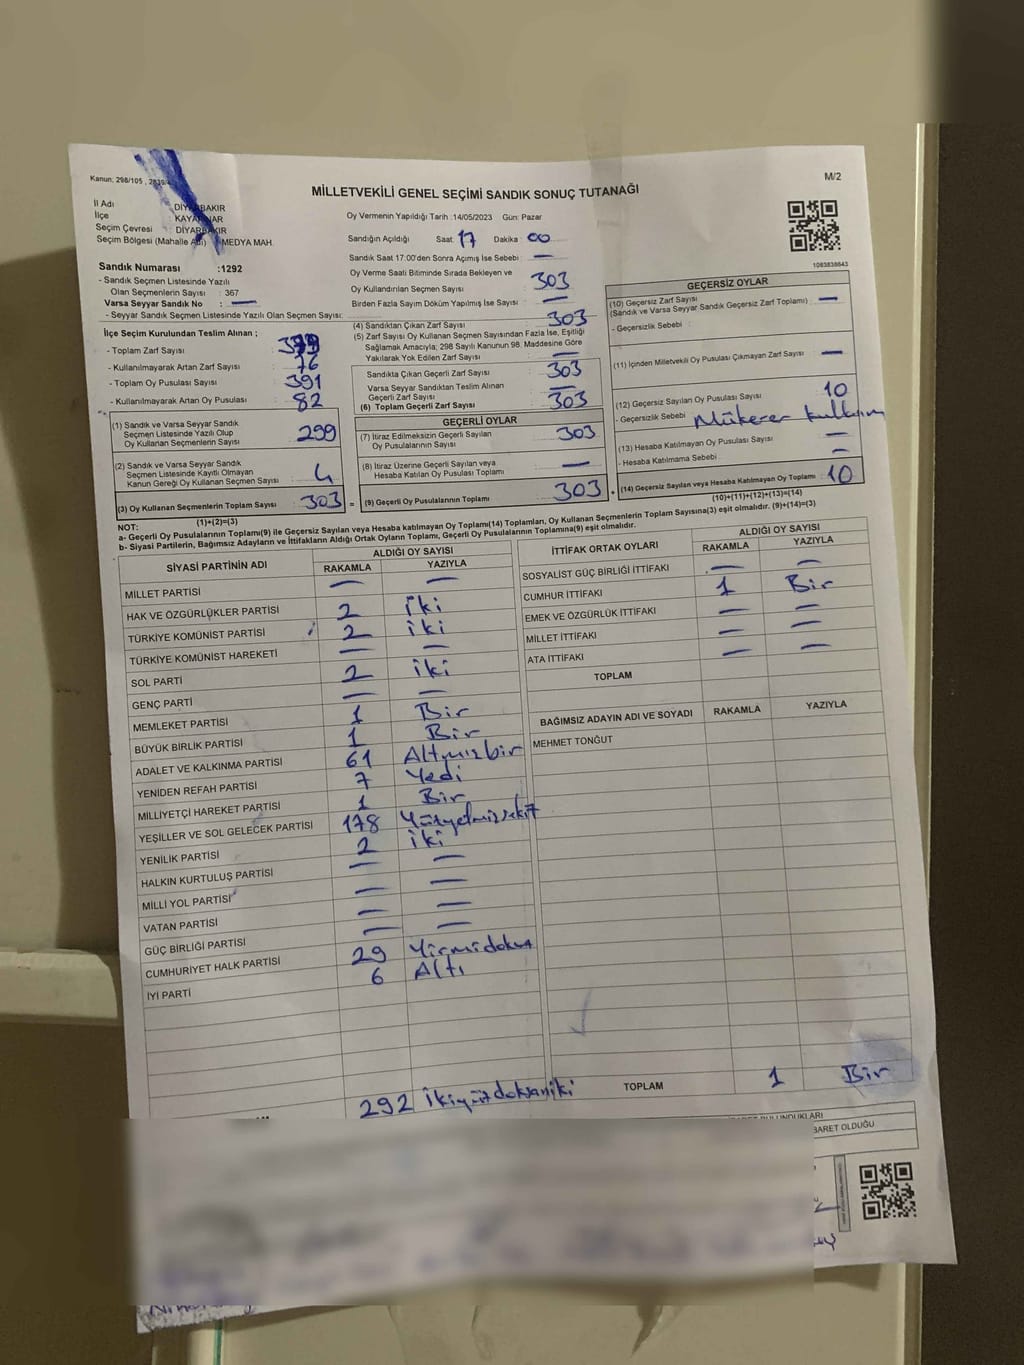 Kanun: 298/105
MİLLETVEKİLİ GENEL SEÇİMİ SANDIK SONUÇ TUTANAĞI
M/2
İl Adı : DİYARBAKIR
İlçe : KAYAPINAR
Seçim Çevresi : DİYARBAKIR
Seçim Bölgesi (Mahalle Adı) : MEDYA MAH.
Oy Vermenin Yapıldığı Tarih :14/05/2023 Gün: Pazar
Sandığın Açıldığı Saat 17 Dakika : 00
Sandık Saat 17:00'den Sonra Açımış İse Sebebi : —
Oy Verme Saati Bitiminde Sırada Bekleyen ve
Oy Kullandırılan Seçmen Sayısı : 303
Birden Fazla Sayım Döküm Yapılmış İse Sayısı : —
1083838843
Sandık Numarası :1292
- Sandık Seçmen Listesinde Yazılı
Olan Seçmenlerin Sayısı : 367
Varsa Seyyar Sandık No : —
- Seyyar Sandık Seçmen Listesinde Yazılı Olan Seçmen Sayısı:
İlçe Seçim Kurulundan Teslim Alınan ;
- Toplam Zarf Sayısı :
- Kullanılmayarak Artan Zarf Sayısı : 76
- Toplam Oy Pusulası Sayısı : 391
- Kullanılmayarak Artan Oy Pusulası : 82
(1) Sandık ve Varsa Seyyar Sandık
Seçmen Listesinde Yazılı Olup
Oy Kullanan Seçmenlerin Sayısı : 299
(2) Sandık ve Varsa Seyyar Sandık
Seçmen Listesinde Kayıtlı Olmayan
Kanun Gereği Oy Kullanan Seçmen Sayısı : 4
(3) Oy Kullanan Seçmenlerin Toplam Sayısı : 303
(1)+(2)=(3)
(4) Sandıktan Çıkan Zarf Sayısı : 303
(5) Zarf Sayısı Oy Kullanan Seçmen Sayısından Fazla İse, Eşitliği
Sağlamak Amacıyla; 298 Sayılı Kanunun 98. Maddesine Göre
Yakılarak Yok Edilen Zarf Sayısı : —
Sandıkta Çıkan Geçerli Zarf Sayısı : 303
Varsa Seyyar Sandıktan Teslim Alınan
Geçerli Zarf Sayısı : —
(6) Toplam Geçerli Zarf Sayısı : 303
GEÇERLİ OYLAR
(7) İtiraz Edilmeksizin Geçerli Sayılan
Oy Pusulalarının Sayısı : 303
(8) İtiraz Üzerine Geçerli Sayılan veya
Hesaba Katılan Oy Pusulası Toplamı : —
= (9) Geçerli Oy Pusulalarının Toplamı : 303
GEÇERSİZ OYLAR
(10) Geçersiz Zarf Sayısı : —
(Sandık ve Varsa Seyyar Sandık Geçersiz Zarf Toplamı)
- Geçersizlik Sebebi :
(11) İçinden Milletvekili Oy Pusulası Çıkmayan Zarf Sayısı : —
(12) Geçersiz Sayılan Oy Pusulası Sayısı : 10
- Geçersizlik Sebebi : Mükerer
(13) Hesaba Katılmayan Oy Pusulası Sayısı : —
- Hesaba Katılmama Sebebi : —
+ (14) Geçersiz Sayılan veya Hesaba Katılmayan Oy Toplamı : 10
(10)+(11)+(12)+(13)=(14)
NOT:
a- Geçerli Oy Pusulalarının Toplamı(9) ile Geçersiz Sayılan veya Hesaba katılmayan Oy Toplamı(14) Toplamları, Oy Kullanan Seçmenlerin Toplam Sayısına(3) eşit olmalıdır. (9)+(14)=(3)
b- Siyasi Partilerin, Bağımsız Adayların ve İttifakların Aldığı Ortak Oyların Toplamı, Geçerli Oy Pusulalarının Toplamına(9) eşit olmalıdır.
SİYASİ PARTİNİN ADI ALDIĞI OY SAYISI
RAKAMLA YAZIYLA
MİLLET PARTİSİ — —
HAK VE ÖZGÜRLÜKLER PARTİSİ 2 iki
TÜRKİYE KOMÜNİST PARTİSİ 2 iki
TÜRKİYE KOMÜNİST HAREKETİ — —
SOL PARTİ 2 iki
GENÇ PARTİ — —
MEMLEKET PARTİSİ 1 Bir
BÜYÜK BİRLİK PARTİSİ 1 Bir
ADALET VE KALKINMA PARTİSİ 61 Altmışbir
YENİDEN REFAH PARTİSİ 7 Yedi
MİLLİYETÇİ HAREKET PARTİSİ 1 Bir
YEŞİLLER VE SOL GELECEK PARTİSİ 178 Yüzyetmişsekiz
YENİLİK PARTİSİ 2 iki
HALKIN KURTULUŞ PARTİSİ — —
MİLLİ YOL PARTİSİ — —
VATAN PARTİSİ — —
GÜÇ BİRLİĞİ PARTİSİ — —
CUMHURİYET HALK PARTİSİ 29 Yirmidokuz
İYİ PARTİ 6 Altı
292 ikiyüzdoksaniki
İTTİFAK ORTAK OYLARI ALDIĞI OY SAYISI
RAKAMLA YAZIYLA
SOSYALİST GÜÇ BİRLİĞİ İTTİFAKI — —
CUMHUR İTTİFAKI 1 Bir
EMEK VE ÖZGÜRLÜK İTTİFAKI — —
MİLLET İTTİFAKI — —
ATA İTTİFAKI — —
TOPLAM
BAĞIMSIZ ADAYIN ADI VE SOYADI RAKAMLA YAZIYLA
MEHMET TONĞUT
TOPLAM 1 Bir
BARET OLDUĞU